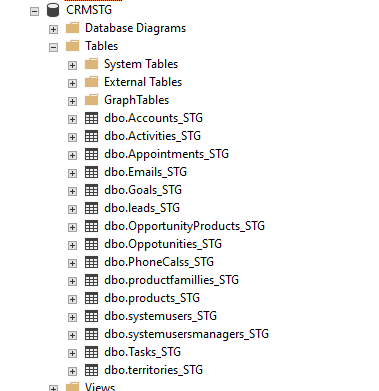 CRMSTG
Database Diagrams
Tables
System Tables
External Tables
GraphTables
dbo.Accounts_STG
dbo.Activities_STG
dbo.Appointments_STG
dbo.Emails_STG
dbo.Goals_STG
dbo.leads_STG
dbo.OpportunityProducts_STG
dbo.Oppotunities_STG
dbo.PhoneCalss_STG
dbo.productfamillies_STG
dbo.products_STG
dbo.systemusers_STG
dbo.systemusersmanagers_STG
dbo.Tasks_STG
dbo.territories_STG
Views